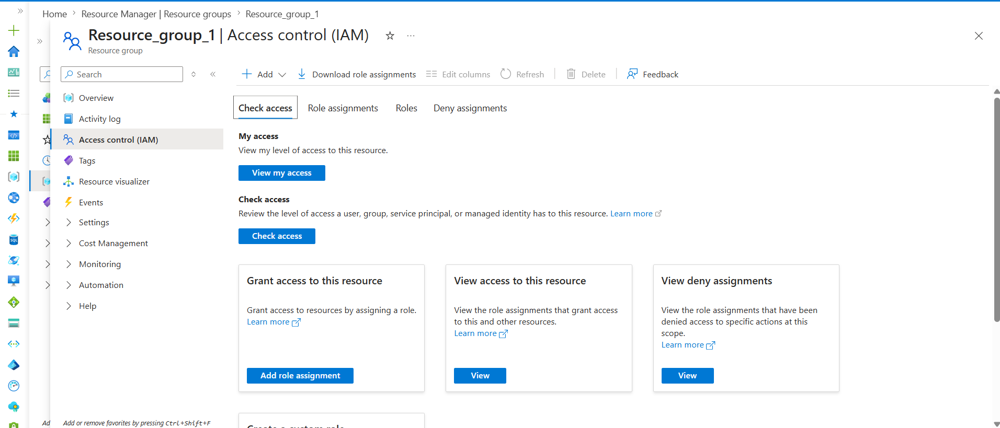 Home > Resource Manager | Resource groups > Resource_group_1
Resource_group_1 | Access control (IAM)
Resource group
Search
Add
Download role assignments
Edit columns
Refresh
Delete
Feedback
Overview
Activity log
Access control (IAM)
Tags
Resource visualizer
Events
Settings
Cost Management
Monitoring
Automation
Help
Ad
Add or remove favorites by pressing Ctrl+Shift+F
Check access
Role assignments
Roles
Deny assignments
My access
View my level of access to this resource.
View my access
Check access
Review the level of access a user, group, service principal, or managed identity has to this resource. Learn more
Check access
Grant access to this resource
Grant access to resources by assigning a role.
Learn more
Add role assignment
View access to this resource
View the role assignments that grant access
to this and other resources.
Learn more
View
View deny assignments
View the role assignments that have been
denied access to specific actions at this
scope.
Learn more
View
Create a custom role
SQL